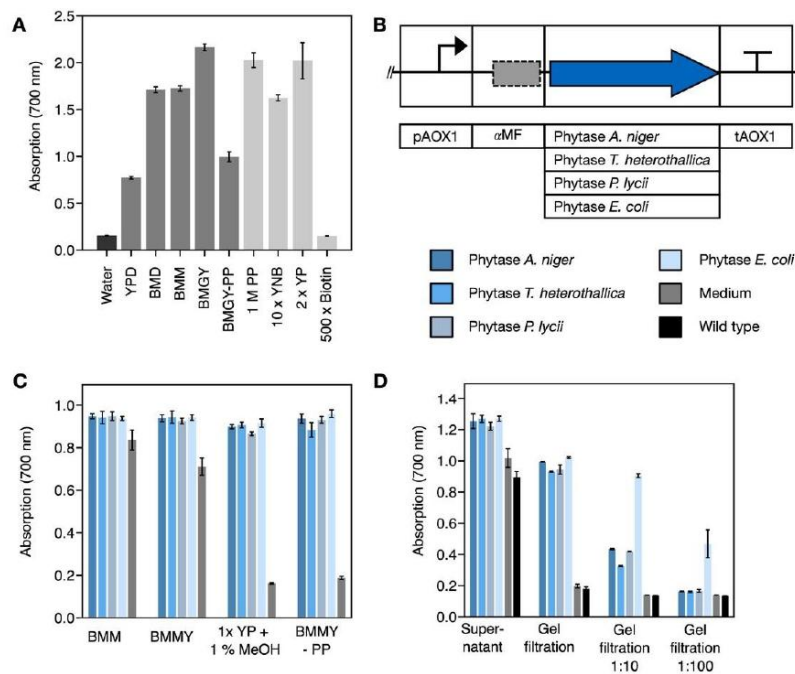 A
Absorption (700 nm)
2.5
2.0
1.5
1.0
0.5
0.0
Water
YPD
BMD
BMM
BMGY
BMGY-PP
1 M PP
10 x YNB
2 x YP
500 x Biotin
B
//
pAOX1
αMF
Phytase A. niger
tAOX1
Phytase T. heterothallica
Phytase P. lycii
Phytase E. coli
Phytase A. niger
Phytase E. coli
Phytase T. heterothallica
Medium
Phytase P. lycii
Wild type
C
Absorption (700 nm)
1.0
0.8
0.6
0.4
0.2
0.0
BMM
BMMY
1x YP +
1 % MeOH
BMMY
- PP
D
Absorption (700 nm)
1.4
1.2
1.0
0.8
0.6
0.4
0.2
0.0
Super-
natant
Gel
filtration
Gel
filtration
1:10
Gel
filtration
1:100